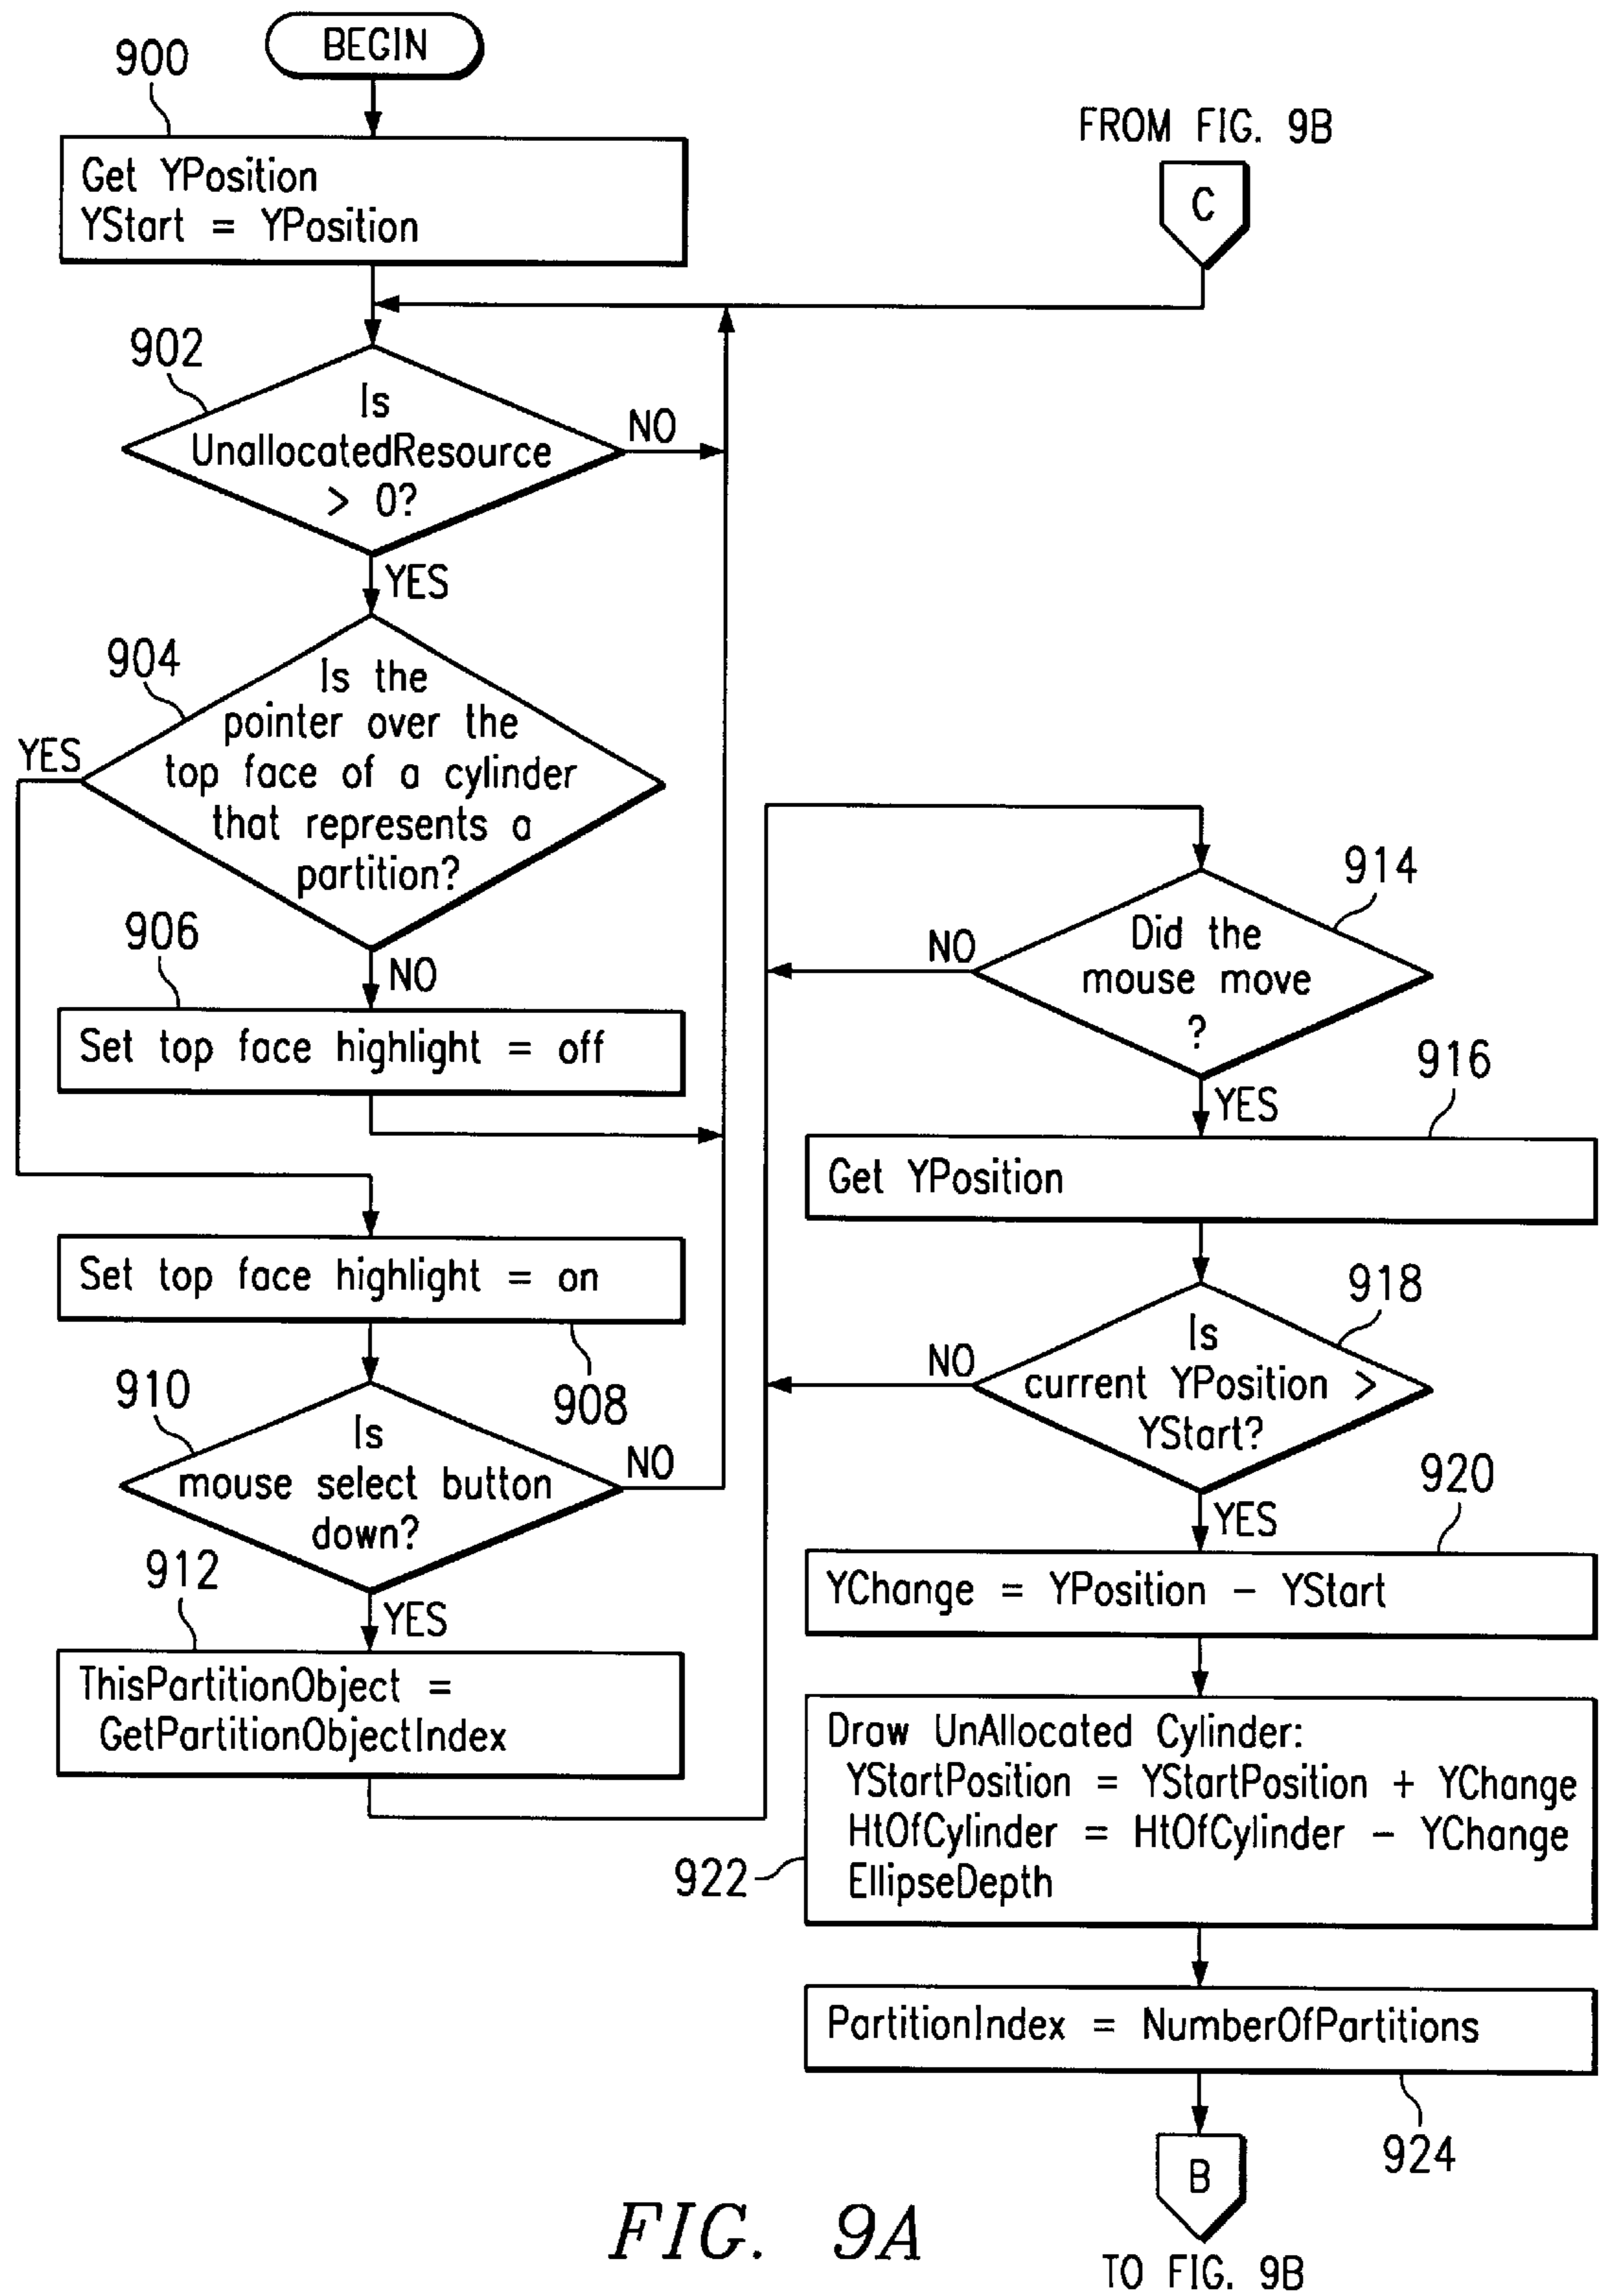 BEGIN
900
Get YPosition
YStart = YPosition
FROM FIG. 9B
C
902
Is
UnallocatedResource
> 0?
NO
YES
904
Is the
pointer over the
top face of a cylinder
that represents a
partition?
YES
NO
906
Set top face highlight = off
Set top face highlight = on
908
910
Is
mouse select button
down?
NO
YES
912
ThisPartitionObject =
GetPartitionObjectIndex
914
Did the
mouse move
?
NO
YES
916
Get YPosition
918
Is
current YPosition >
YStart?
NO
YES
920
YChange = YPosition - YStart
Draw UnAllocated Cylinder:
YStartPosition = YStartPosition + YChange
HtOfCylinder = HtOfCylinder - YChange
EllipseDepth
922
PartitionIndex = NumberOfPartitions
924
B
TO FIG. 9B
FIG. 9A